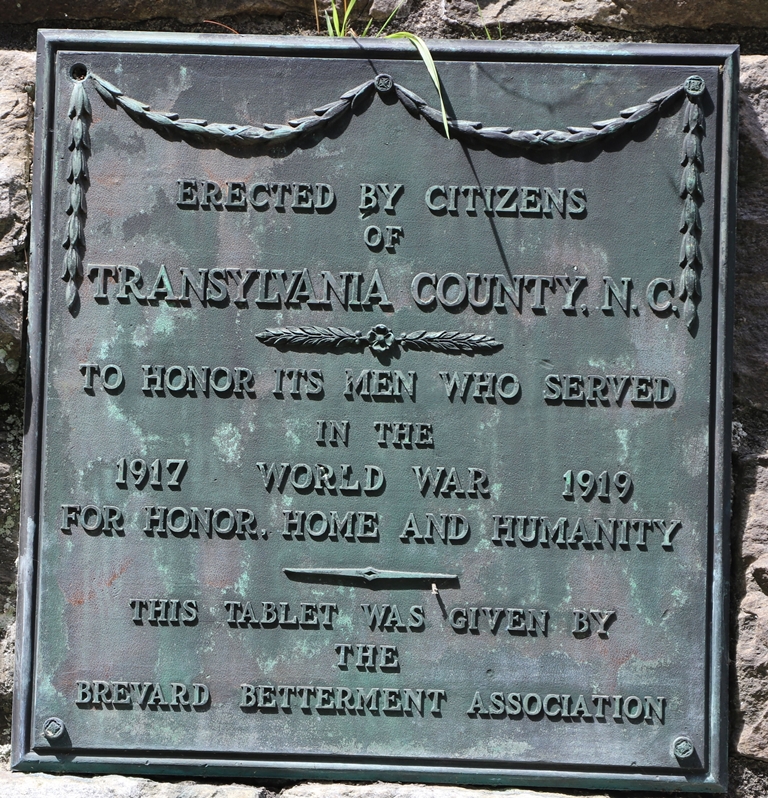 ERECTED BY CITIZENS
OF
TRANSYLVANIA COUNTY, N.C.
TO HONOR ITS MEN WHO SERVED
IN THE
1917 WORLD WAR 1919
FOR HONOR, HOME AND HUMANITY
THIS TABLET WAS GIVEN BY
THE
BREVARD BETTERMENT ASSOCIATION